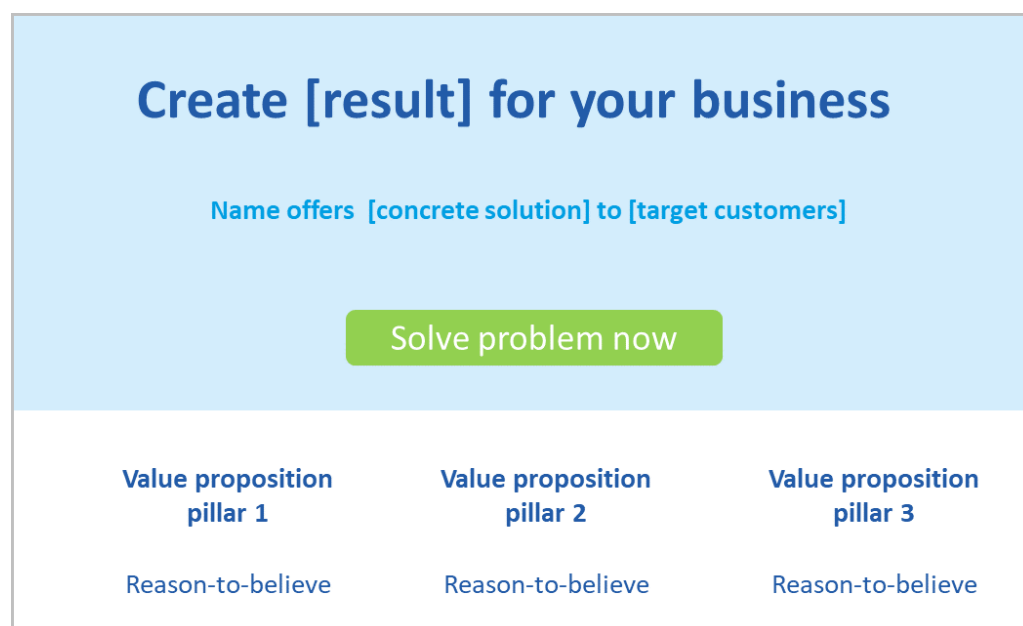 Create [result] for your business
Name offers  [concrete solution] to [target customers]
Solve problem now
Value proposition
pillar 1
Reason-to-believe
Value proposition
pillar 2
Reason-to-believe
Value proposition
pillar 3
Reason-to-believe